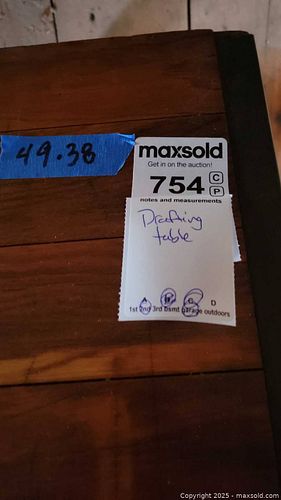 49.38
maxsold
Get in on the auction!
754 C
P
notes and measurements
Drafting
table
A B C D
1st 2nd 3rd bsmt garage outdoors
Copyright 2025 - maxsold.com